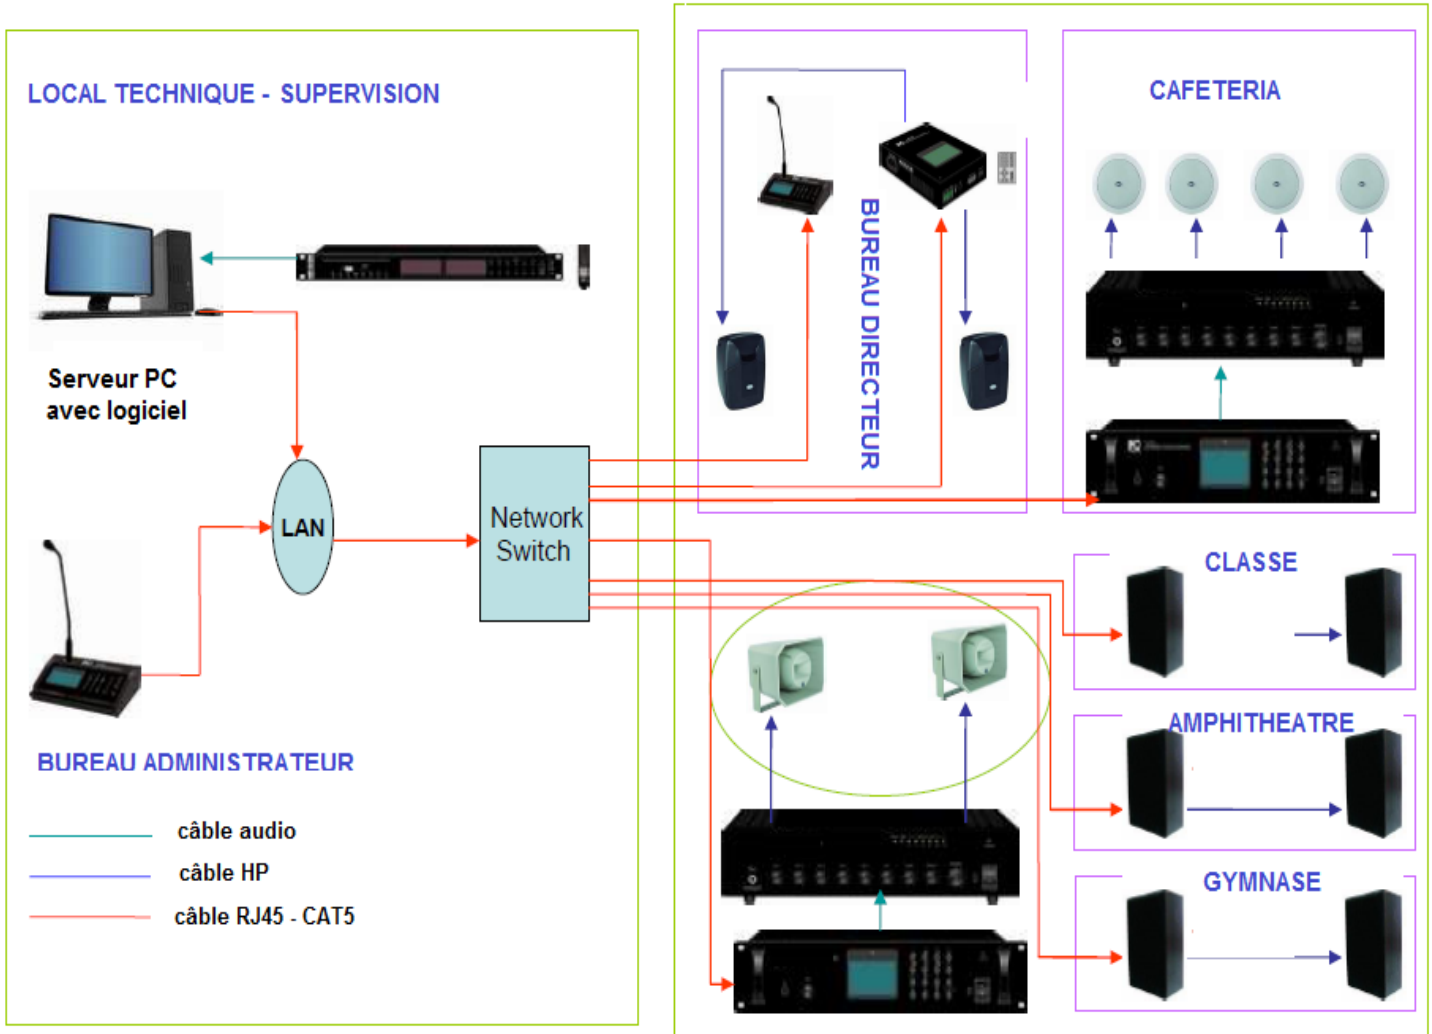 LOCAL TECHNIQUE - SUPERVISION
Serveur PC
avec logiciel
LAN
Network
Switch
BUREAU ADMINISTRATEUR
câble audio
câble HP
câble RJ45 - CAT5
BUREAU DIRECTEUR
CAFETERIA
CLASSE
AMPHITHEATRE
GYMNASE